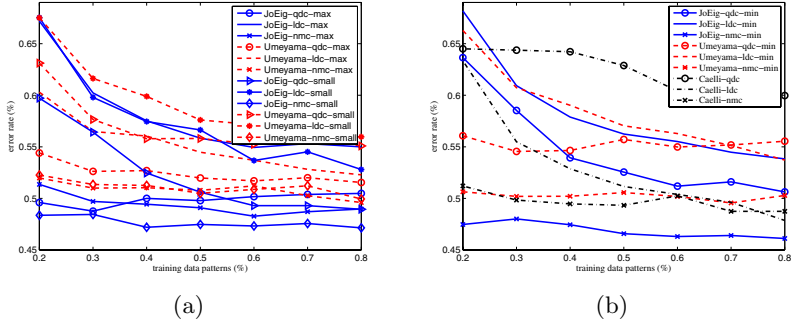 0.65
0.6
0.55
0.5
0.45
error rate (%)
0.2 0.3 0.4 0.5 0.6 0.7 0.8
training data patterns (%)
JoEig−qdc−max
JoEig−ldc−max
JoEig−nmc−max
Umeyama−qdc−max
Umeyama−ldc−max
Umeyama−nmc−max
JoEig−qdc−small
JoEig−ldc−small
JoEig−nmc−small
Umeyama−qdc−small
Umeyama−ldc−small
Umeyama−nmc−small
(a)
0.65
0.6
0.55
0.5
0.45
error rate (%)
0.2 0.3 0.4 0.5 0.6 0.7 0.8
training data patterns (%)
JoEig−qdc−min
JoEig−ldc−min
JoEig−nmc−min
Umeyama−qdc−min
Umeyama−ldc−min
Umeyama−nmc−min
Caelli−qdc
Caelli−ldc
Caelli−nmc
(b)